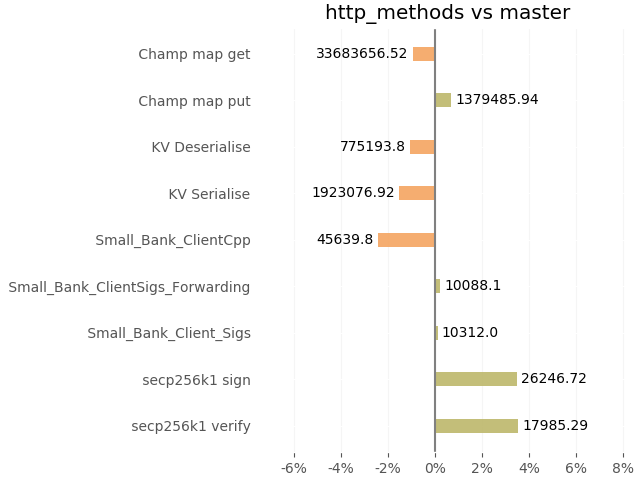 http_methods vs master
Champ map get 33683656.52
Champ map put 1379485.94
KV Deserialise 775193.8
KV Serialise 1923076.92
Small_Bank_ClientCpp 45639.8
Small_Bank_ClientSigs_Forwarding 10088.1
Small_Bank_Client_Sigs 10312.0
secp256k1 sign 26246.72
secp256k1 verify 17985.29
-6% -4% -2% 0% 2% 4% 6% 8%